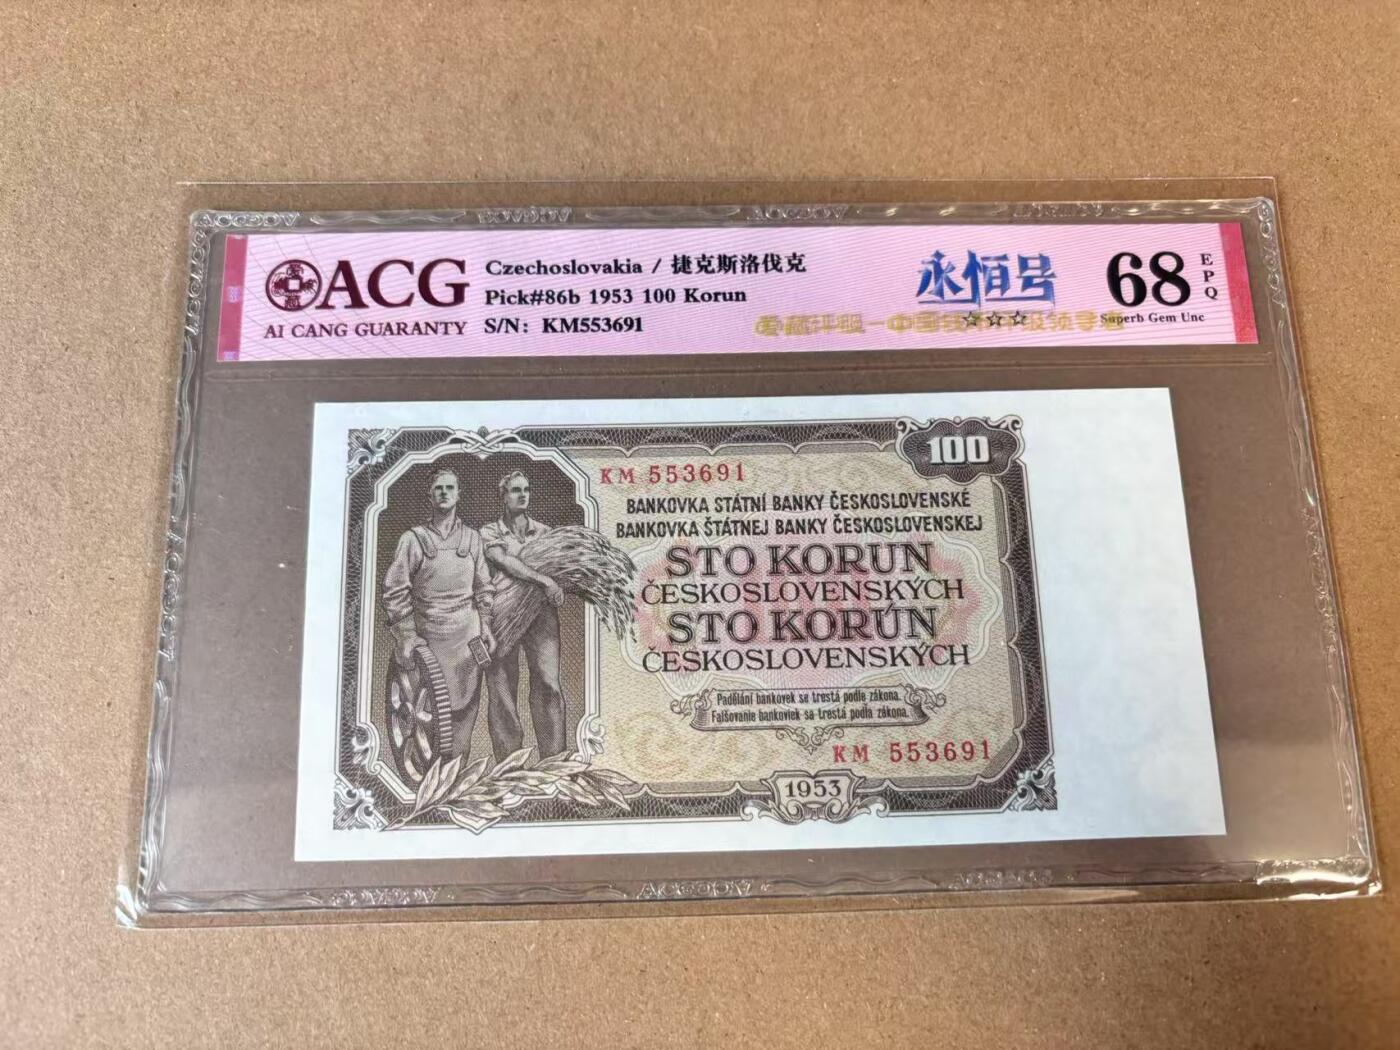 ACG
AI CANG GUARANTY
Czechoslovakia / 捷克斯洛伐克
Pick#86b 1953 100 Korun
S/N: KM553691
永恒号
☆☆☆
68
EPQ
Superb Gem Unc
100
KM 553691
BANKOVKA STÁTNÍ BANKY ČESKOSLOVENSKÉ
BANKOVKA ŠTÁTNEJ BANKY ČESKOSLOVENSKEJ
STO KORUN
ČESKOSLOVENSKÝCH
STO KORÚN
ČESKOSLOVENSKÝCH
Padělání bankovek se trestá podle zákona.
Falšovanie bankoviek sa trestá podľa zákona.
KM 553691
1953